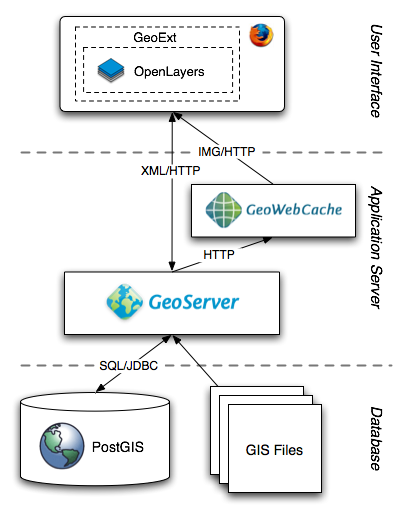 GeoExt
OpenLayers
User Interface
IMG/HTTP
XML/HTTP
GeoWebCache
Application Server
HTTP
GeoServer
SQL/JDBC
PostGIS
GIS Files
Database